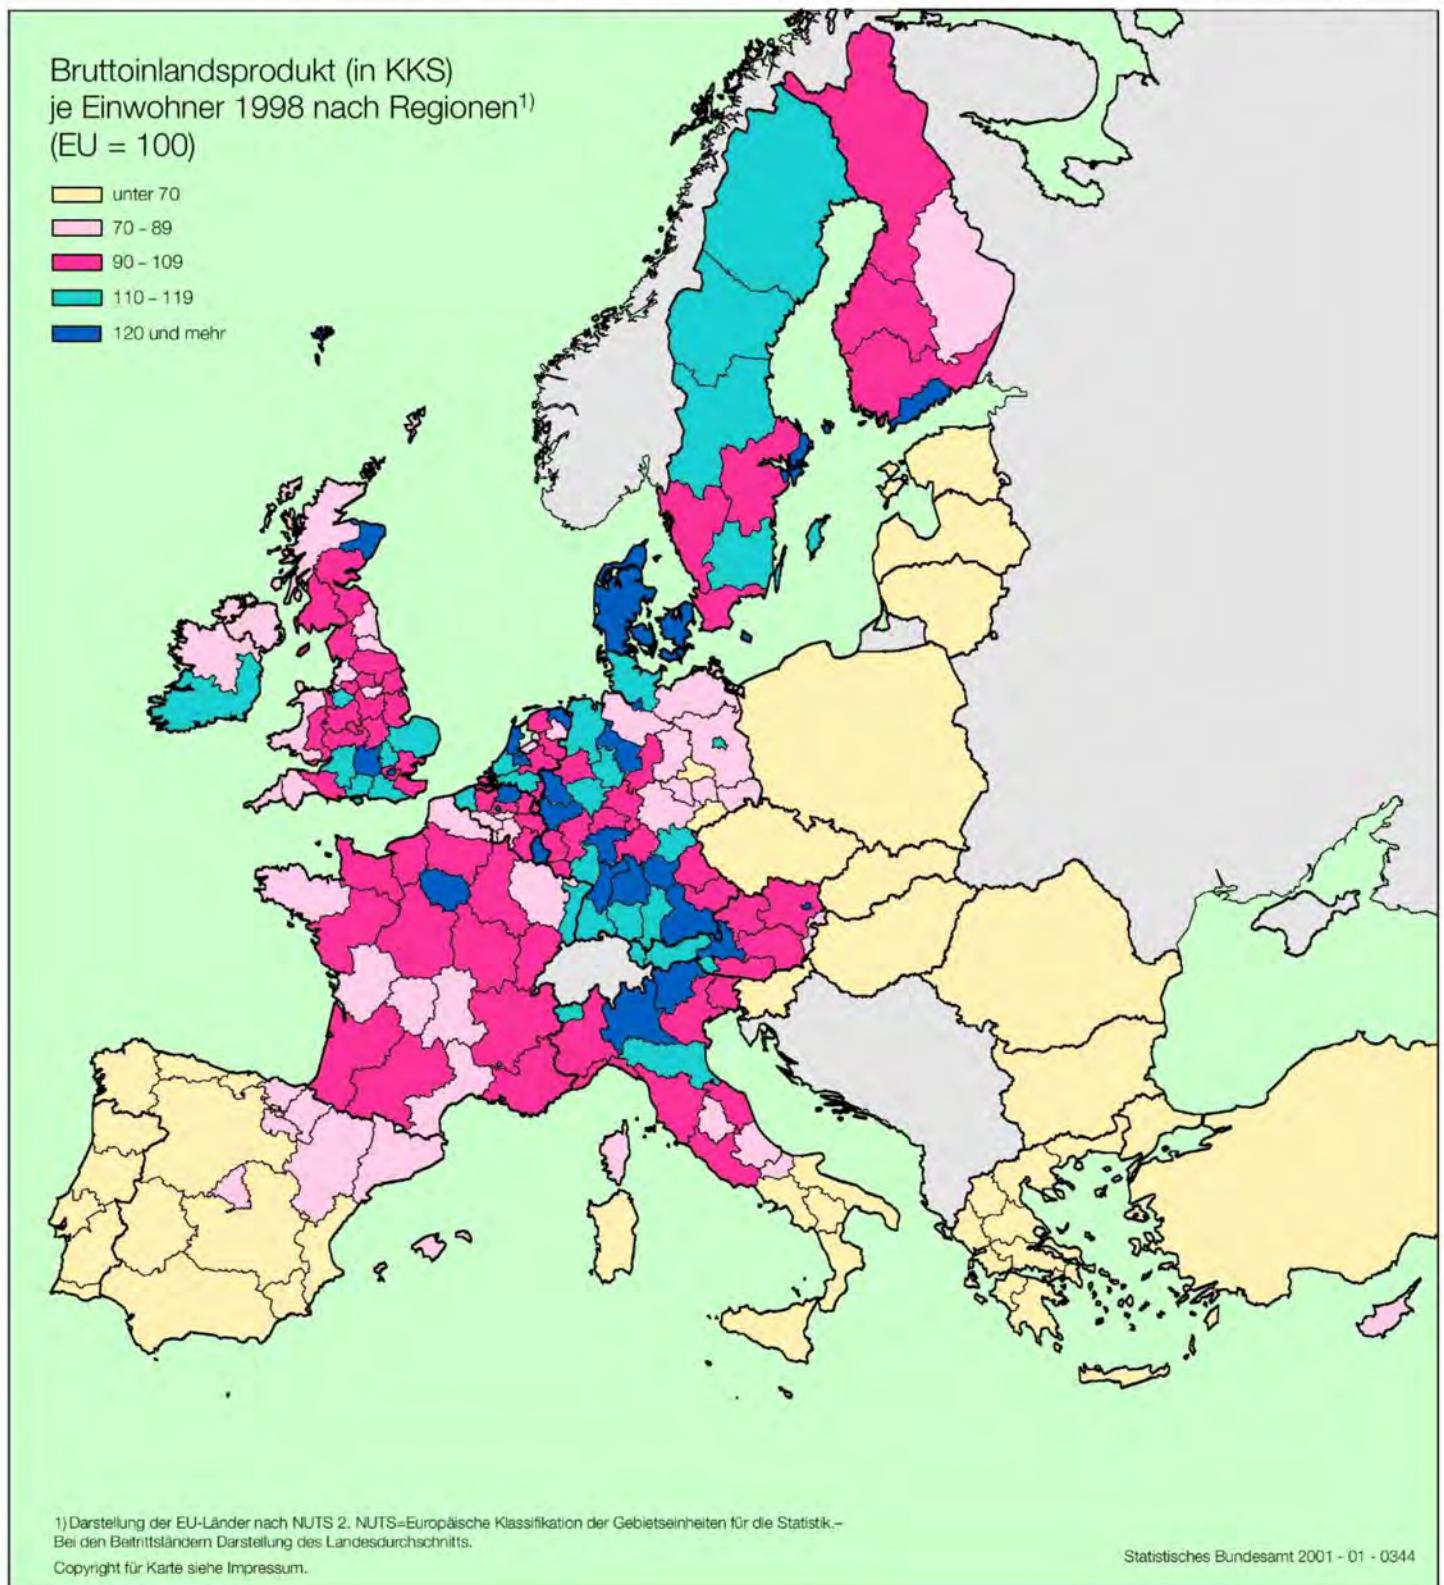 Bruttoinlandsprodukt (in KKS)
je Einwohner 1998 nach Regionen1)
(EU = 100)
unter 70
70 – 89
90 – 109
110 – 119
120 und mehr
1) Darstellung der EU-Länder nach NUTS 2. NUTS=Europäische Klassifikation der Gebietseinheiten für die Statistik.–
Bei den Beitrittsländern Darstellung des Landesdurchschnitts.
Copyright für Karte siehe Impressum.
Statistisches Bundesamt 2001 - 01 - 0344